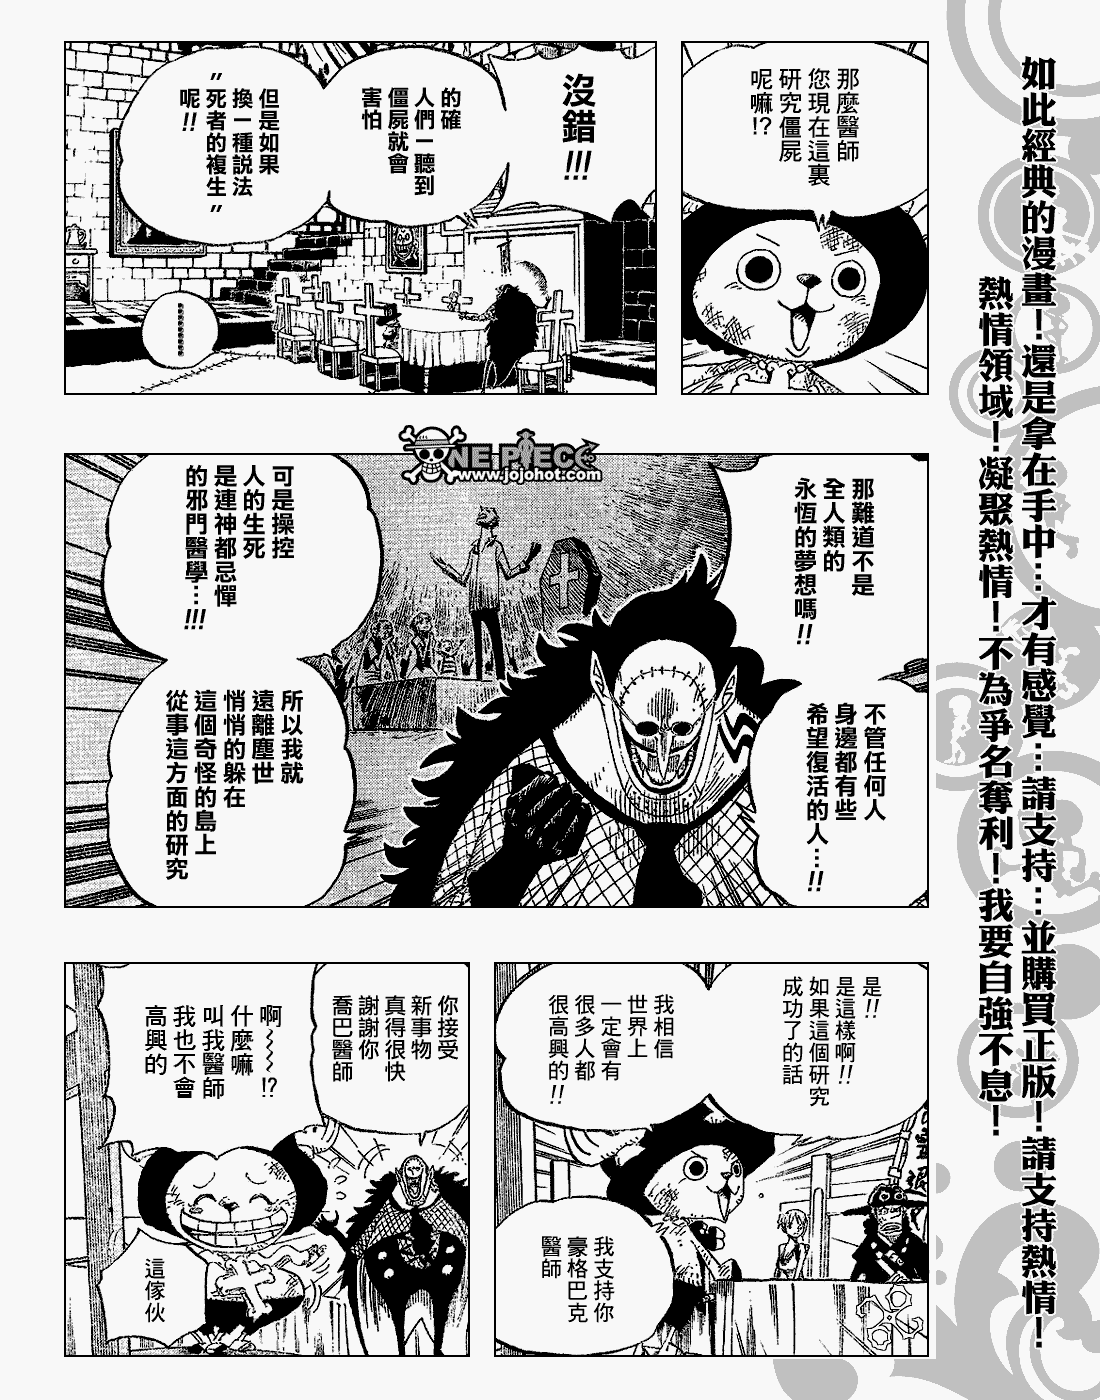 那麼醫師
您現在這裏
研究僵屍
呢嘛!?
沒錯!!!
的確
人們一聽到
僵屍就會
害怕
但是如果
換一種説法
"死者的複生"
呢!!
NE PIECE
www.jojohot.com
那難道不是
全人類的
永恆的夢想嗎!!
不管任何人
身邊都有些
希望復活的人…!!
可是操控
人的生死
是連神都忌憚
的邪門醫學…!!!
所以我就
遠離塵世
悄悄的躲在
這個奇怪的島上
從事這方面的研究
是!!
是這樣啊!!
如果這個研究
成功了的話
我相信
世界上
一定會有
很多人都
很高興的!!
我支持你
豪格巴克
醫師
你接受
新事物
真得很快
謝謝你
喬巴醫師
啊~~~!?
什麼嘛
叫我醫師
我也不會
高興的
這傢伙
如此經典的漫畫！還是拿在手中…才有感覺…請支持…並購買正版！請支持熱情！
熱情領域！凝聚熱情！不為爭名奪利！我要自強不息！